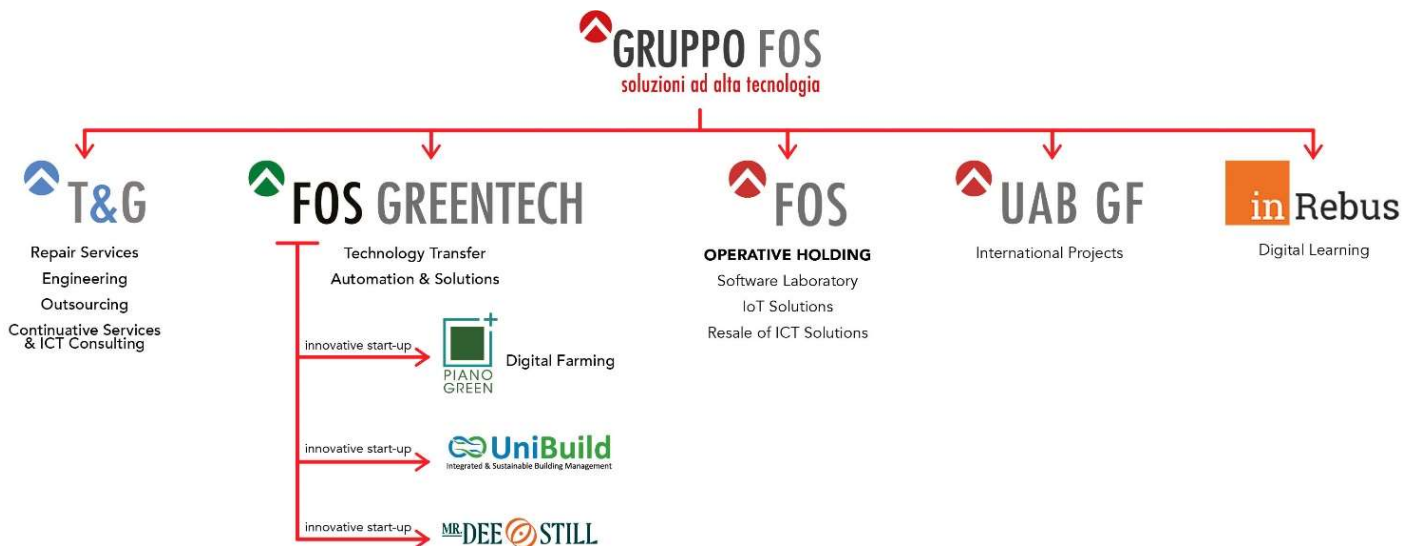 GRUPPO FOS
soluzioni ad alta tecnologia
T&G
Repair Services
Engineering
Outsourcing
Continuative Services
& ICT Consulting
FOS GREENTECH
Technology Transfer
Automation & Solutions
innovative start-up
PIANO
GREEN
Digital Farming
innovative start-up
UniBuild
Integrated & Sustainable Building Management
innovative start-up
MR.DEE STILL
FOS
OPERATIVE HOLDING
Software Laboratory
IoT Solutions
Resale of ICT Solutions
UAB GF
International Projects
in Rebus
Digital Learning